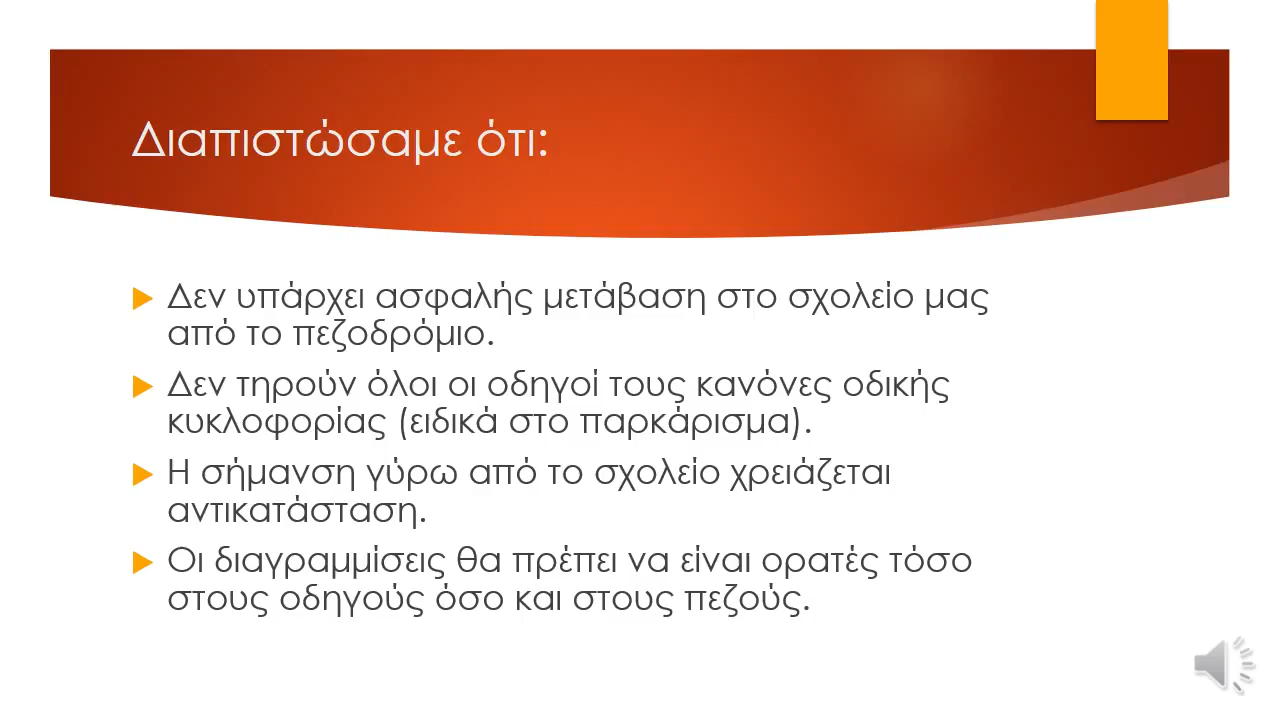 Διαπιστώσαμε ότι:
Δεν υπάρχει ασφαλής μετάβαση στο σχολείο μας
από το πεζοδρόμιο.
Δεν τηρούν όλοι οι οδηγοί τους κανόνες οδικής
κυκλοφορίας (ειδικά στο παρκάρισμα).
Η σήμανση γύρω από το σχολείο χρειάζεται
αντικατάσταση.
Οι διαγραμμίσεις θα πρέπει να είναι ορατές τόσο
στους οδηγούς όσο και στους πεζούς.